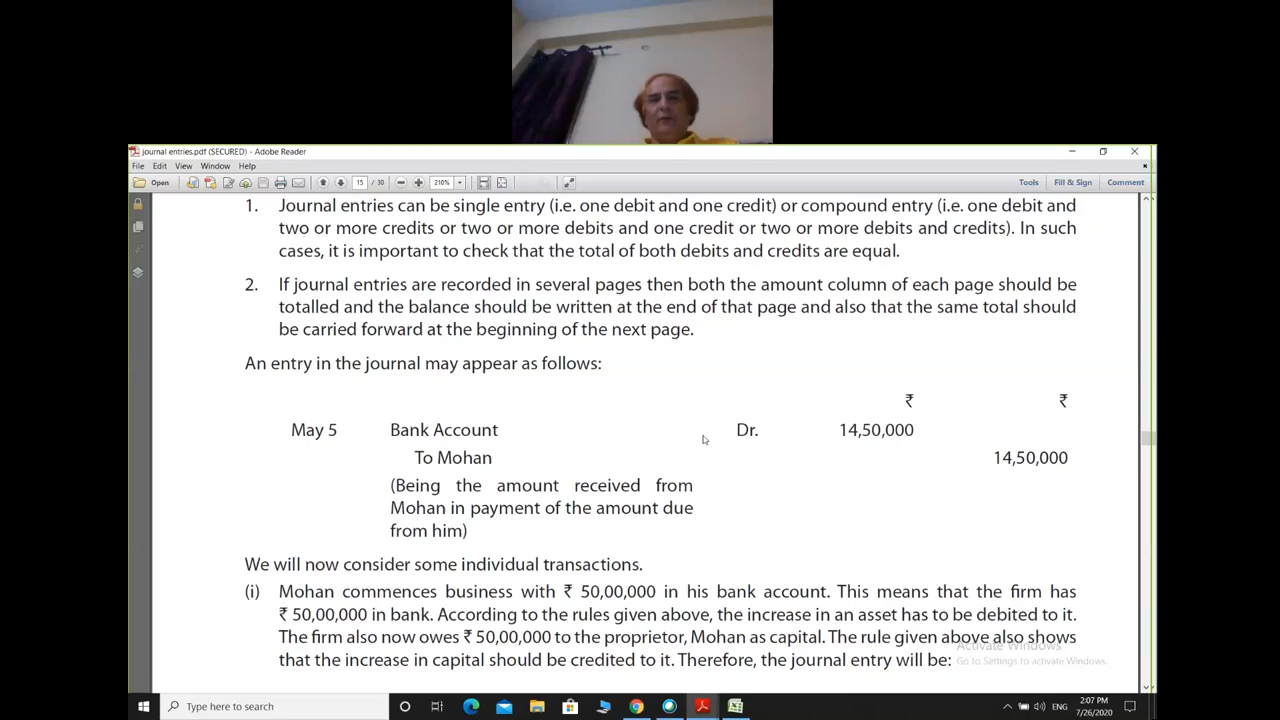 journal entries.pdf (SECURED) - Adobe Reader
File Edit View Window Help
Open 15 / 30 210% Tools Fill & Sign Comment
1. Journal entries can be single entry (i.e. one debit and one credit) or compound entry (i.e. one debit and
two or more credits or two or more debits and one credit or two or more debits and credits). In such
cases, it is important to check that the total of both debits and credits are equal.
2. If journal entries are recorded in several pages then both the amount column of each page should be
totalled and the balance should be written at the end of that page and also that the same total should
be carried forward at the beginning of the next page.
An entry in the journal may appear as follows:
₹ ₹
May 5 Bank Account Dr. 14,50,000
To Mohan 14,50,000
(Being the amount received from
Mohan in payment of the amount due
from him)
We will now consider some individual transactions.
(i) Mohan commences business with ₹ 50,00,000 in his bank account. This means that the firm has
₹ 50,00,000 in bank. According to the rules given above, the increase in an asset has to be debited to it.
The firm also now owes ₹ 50,00,000 to the proprietor, Mohan as capital. The rule given above also shows
that the increase in capital should be credited to it. Therefore, the journal entry will be:
Activate Windows
Go to Settings to activate Windows.
Type here to search
ENG
2:07 PM
7/26/2020